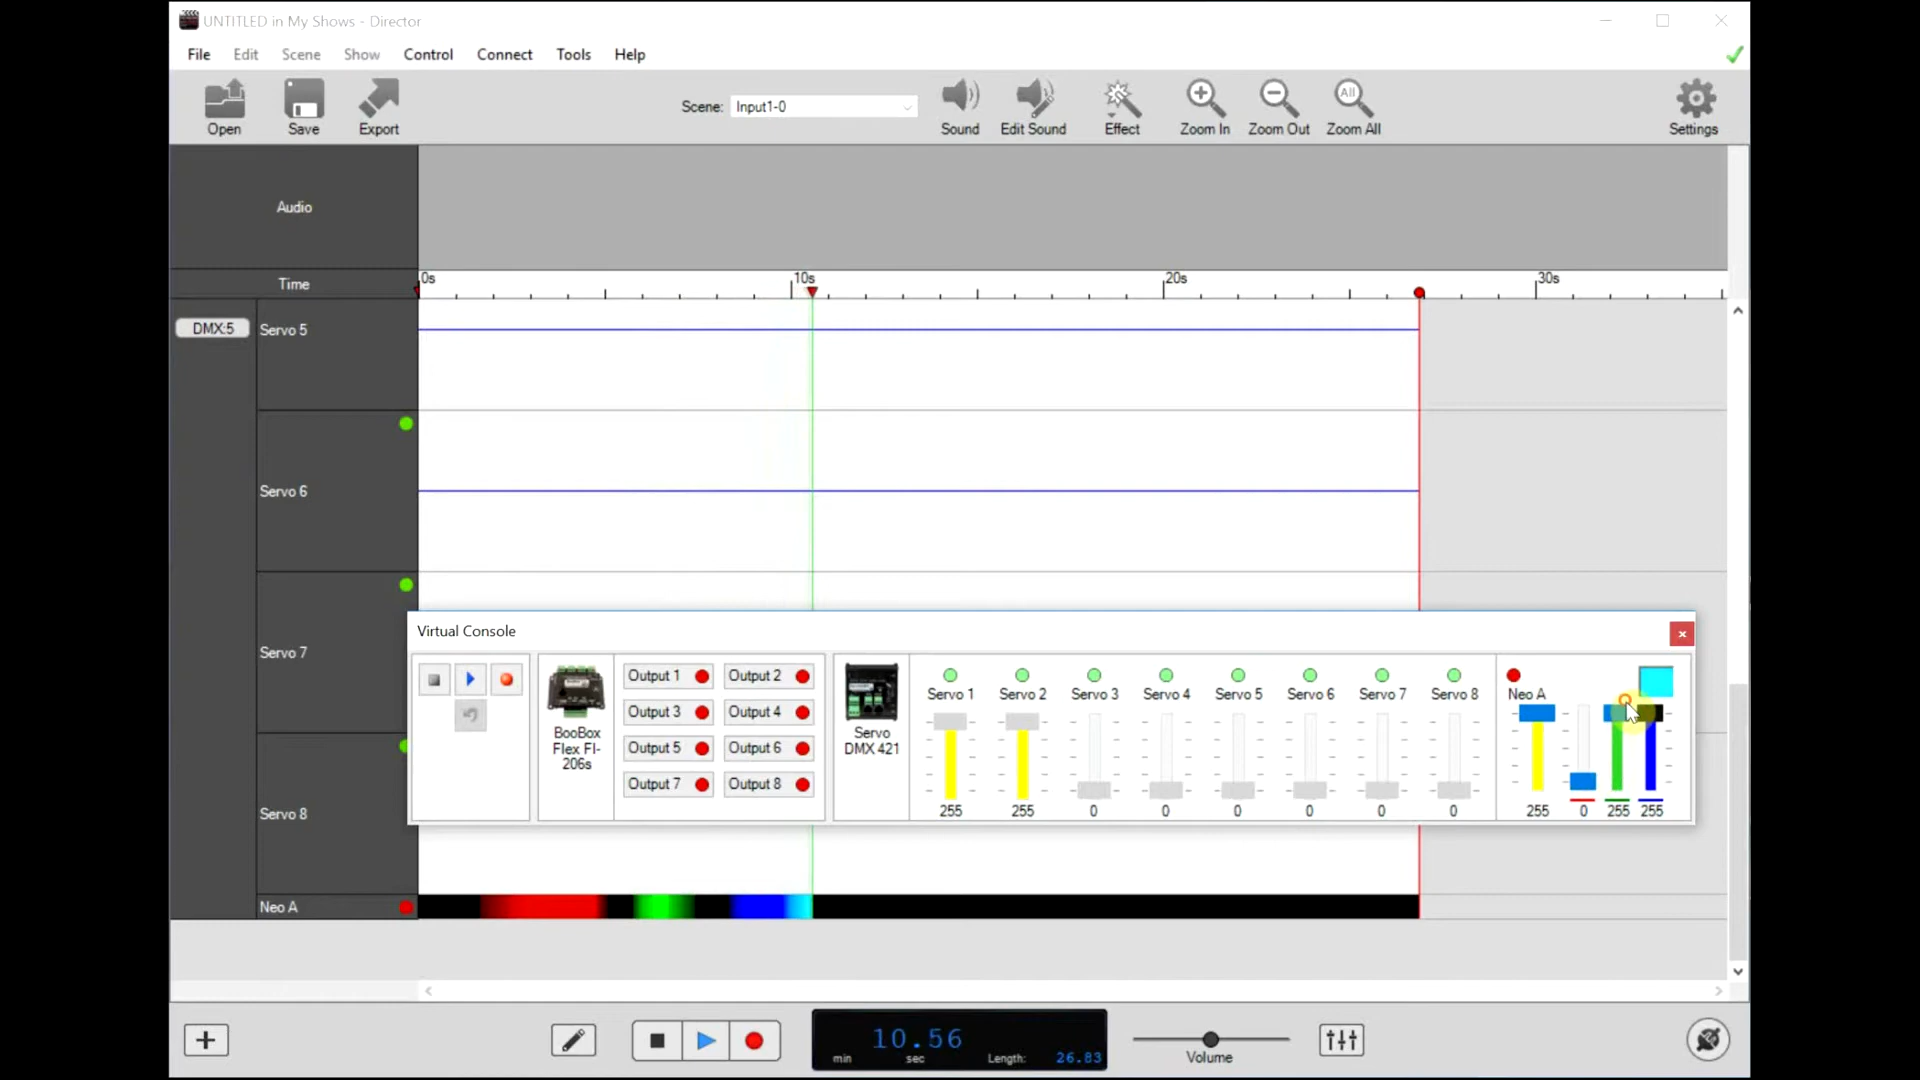 UNTITLED in My Shows - Director
File Edit Scene Show Control Connect Tools Help
Open Save Export Scene: Input1-0 Sound Edit Sound Effect Zoom In Zoom Out All Zoom All Settings
Audio
Time 0s 10s 20s 30s
DMX:5 Servo 5
Servo 6
Servo 7
Servo 8
Neo A
Virtual Console
BooBox
Flex FI-
206s
Output 1 Output 2
Output 3 Output 4
Output 5 Output 6
Output 7 Output 8
Servo
DMX 421
Servo 1 Servo 2 Servo 3 Servo 4 Servo 5 Servo 6 Servo 7 Servo 8 Neo A
255 255 0 0 0 0 0 0 255 0 255 255
10.56
min sec Length: 26.83
Volume